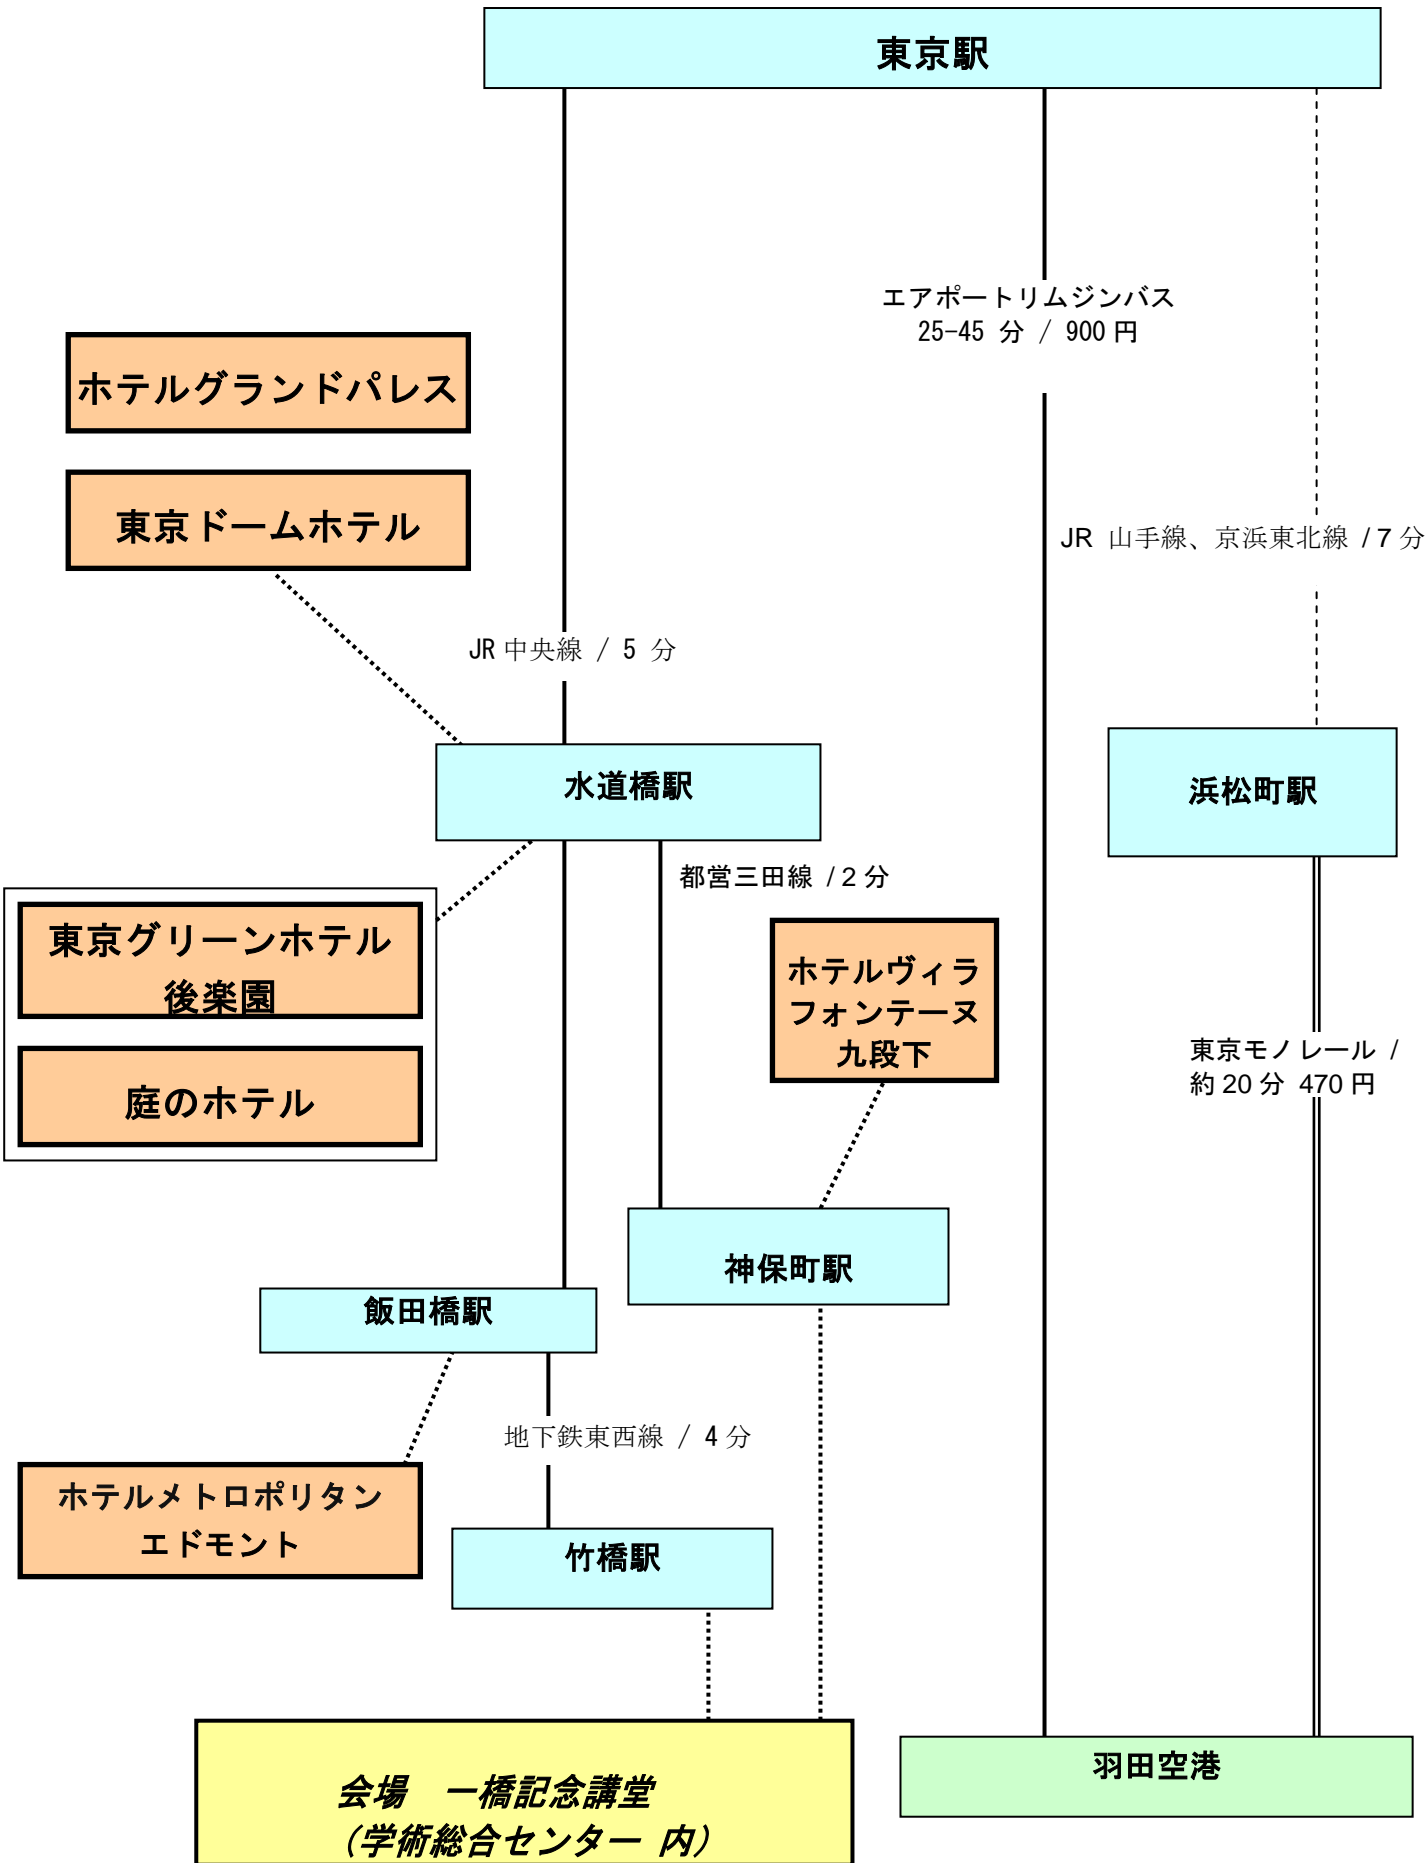 東京駅
エアポートリムジンバス
25-45 分 / 900 円
ホテルグランドパレス
東京ドームホテル
JR 山手線、京浜東北線 / 7 分
JR 中央線 / 5 分
水道橋駅
浜松町駅
都営三田線 / 2 分
東京グリーンホテル
後楽園
ホテルヴィラ
フォンテーヌ
九段下
東京モノレール /
約 20 分 470 円
庭のホテル
神保町駅
飯田橋駅
地下鉄東西線 / 4 分
ホテルメトロポリタン
エドモント
竹橋駅
会場 一橋記念講堂
(学術総合センター 内)
羽田空港